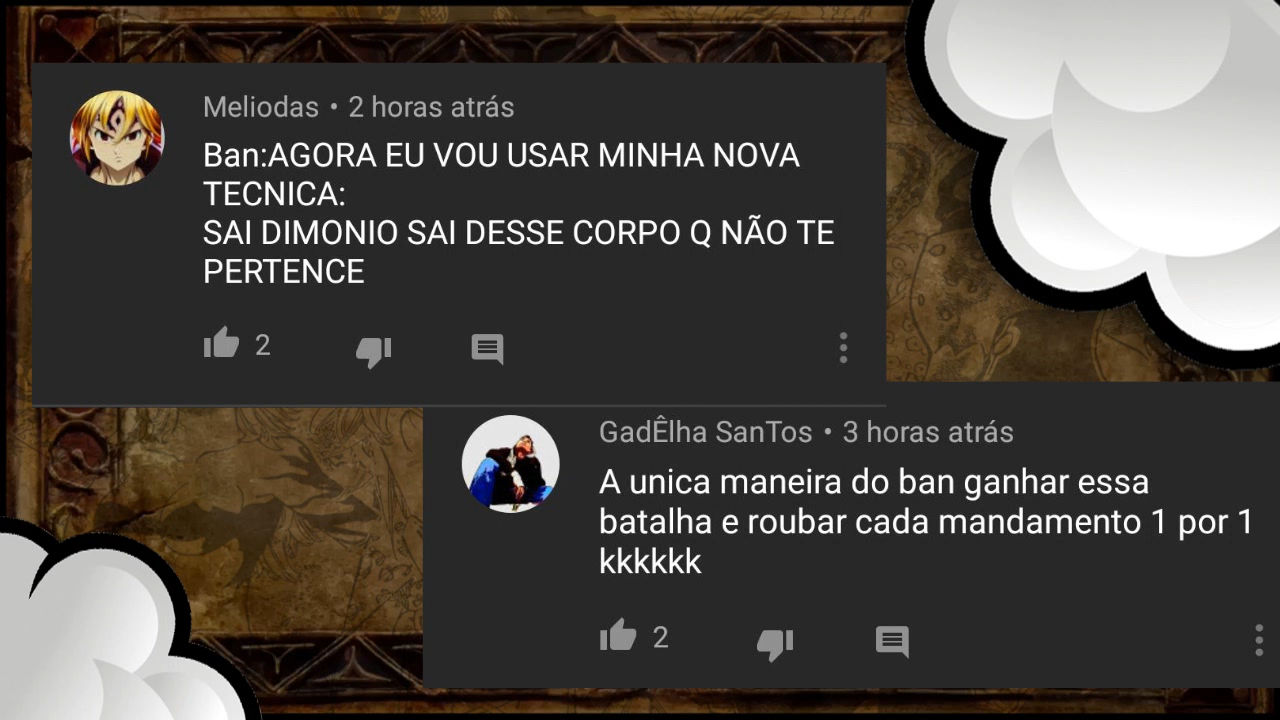 Meliodas • 2 horas atrás
Ban:AGORA EU VOU USAR MINHA NOVA
TECNICA:
SAI DIMONIO SAI DESSE CORPO Q NÃO TE
PERTENCE
2
GadÊlha SanTos • 3 horas atrás
A unica maneira do ban ganhar essa
batalha e roubar cada mandamento 1 por 1
kkkkkk
2